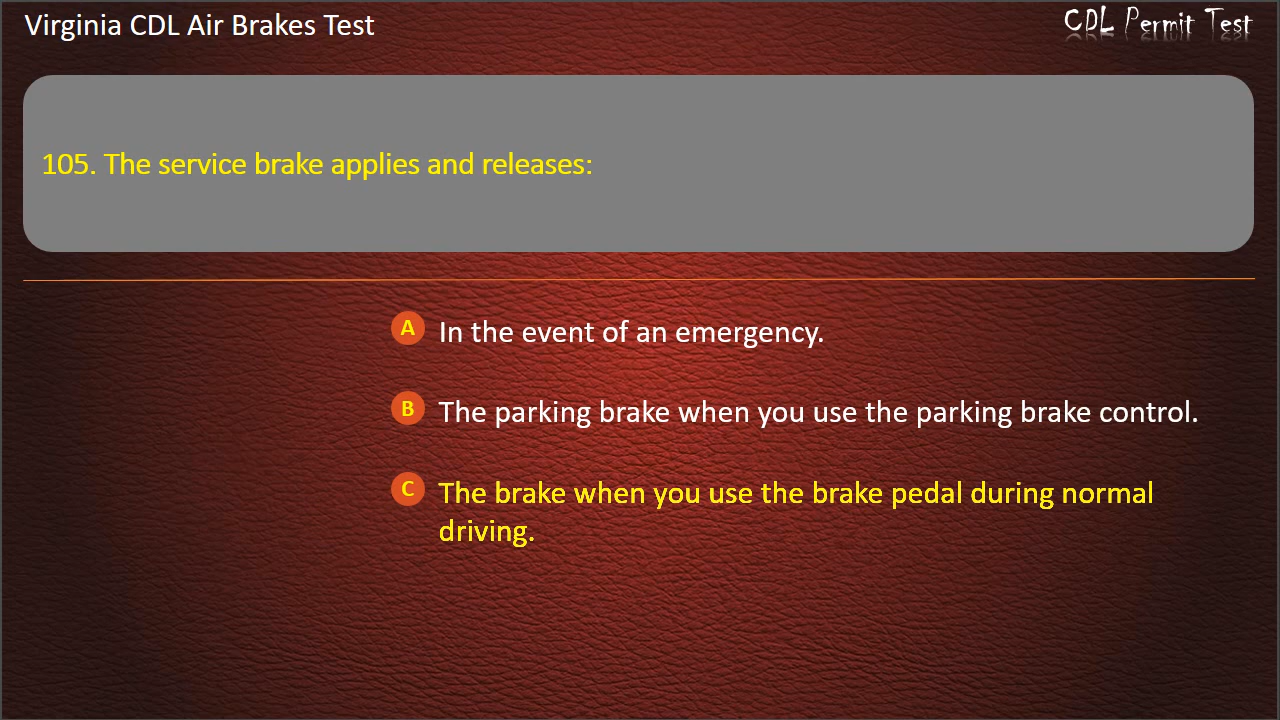 Virginia CDL Air Brakes Test
CDL Permit Test
105. The service brake applies and releases:
A In the event of an emergency.
B The parking brake when you use the parking brake control.
C The brake when you use the brake pedal during normal
driving.